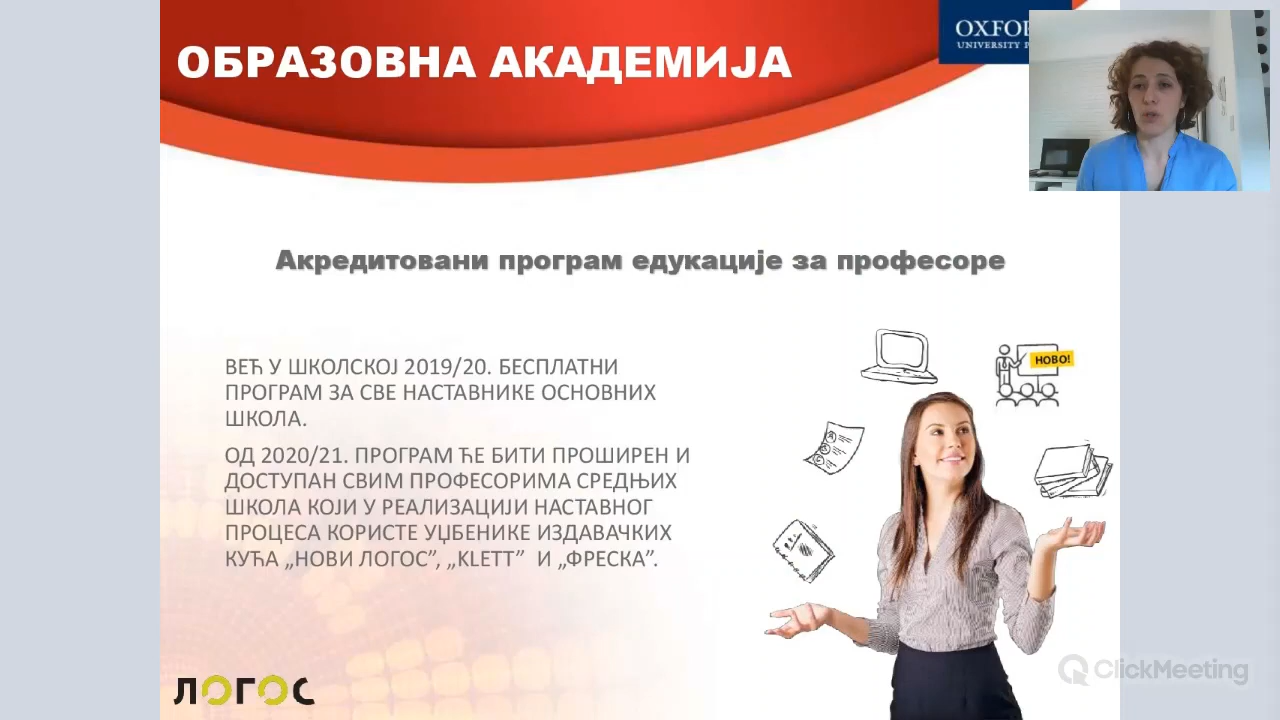 ОБРАЗОВНА АКАДЕМИЈА
OXFO
UNIVERSITY P
Акредитовани програм едукације за професоре
ВЕЋ У ШКОЛСКОЈ 2019/20. БЕСПЛАТНИ
ПРОГРАМ ЗА СВЕ НАСТАВНИКЕ ОСНОВНИХ
ШКОЛА.
ОД 2020/21. ПРОГРАМ ЋЕ БИТИ ПРОШИРЕН И
ДОСТУПАН СВИМ ПРОФЕСОРИМА СРЕДЊИХ
ШКОЛА КОЈИ У РЕАЛИЗАЦИЈИ НАСТАВНОГ
ПРОЦЕСА КОРИСТЕ УЏБЕНИКЕ ИЗДАВАЧКИХ
КУЋА „НОВИ ЛОГОС”, „KLETT” И „ФРЕСКА”.
НОВО!
ЛОГОС
ClickMeeting